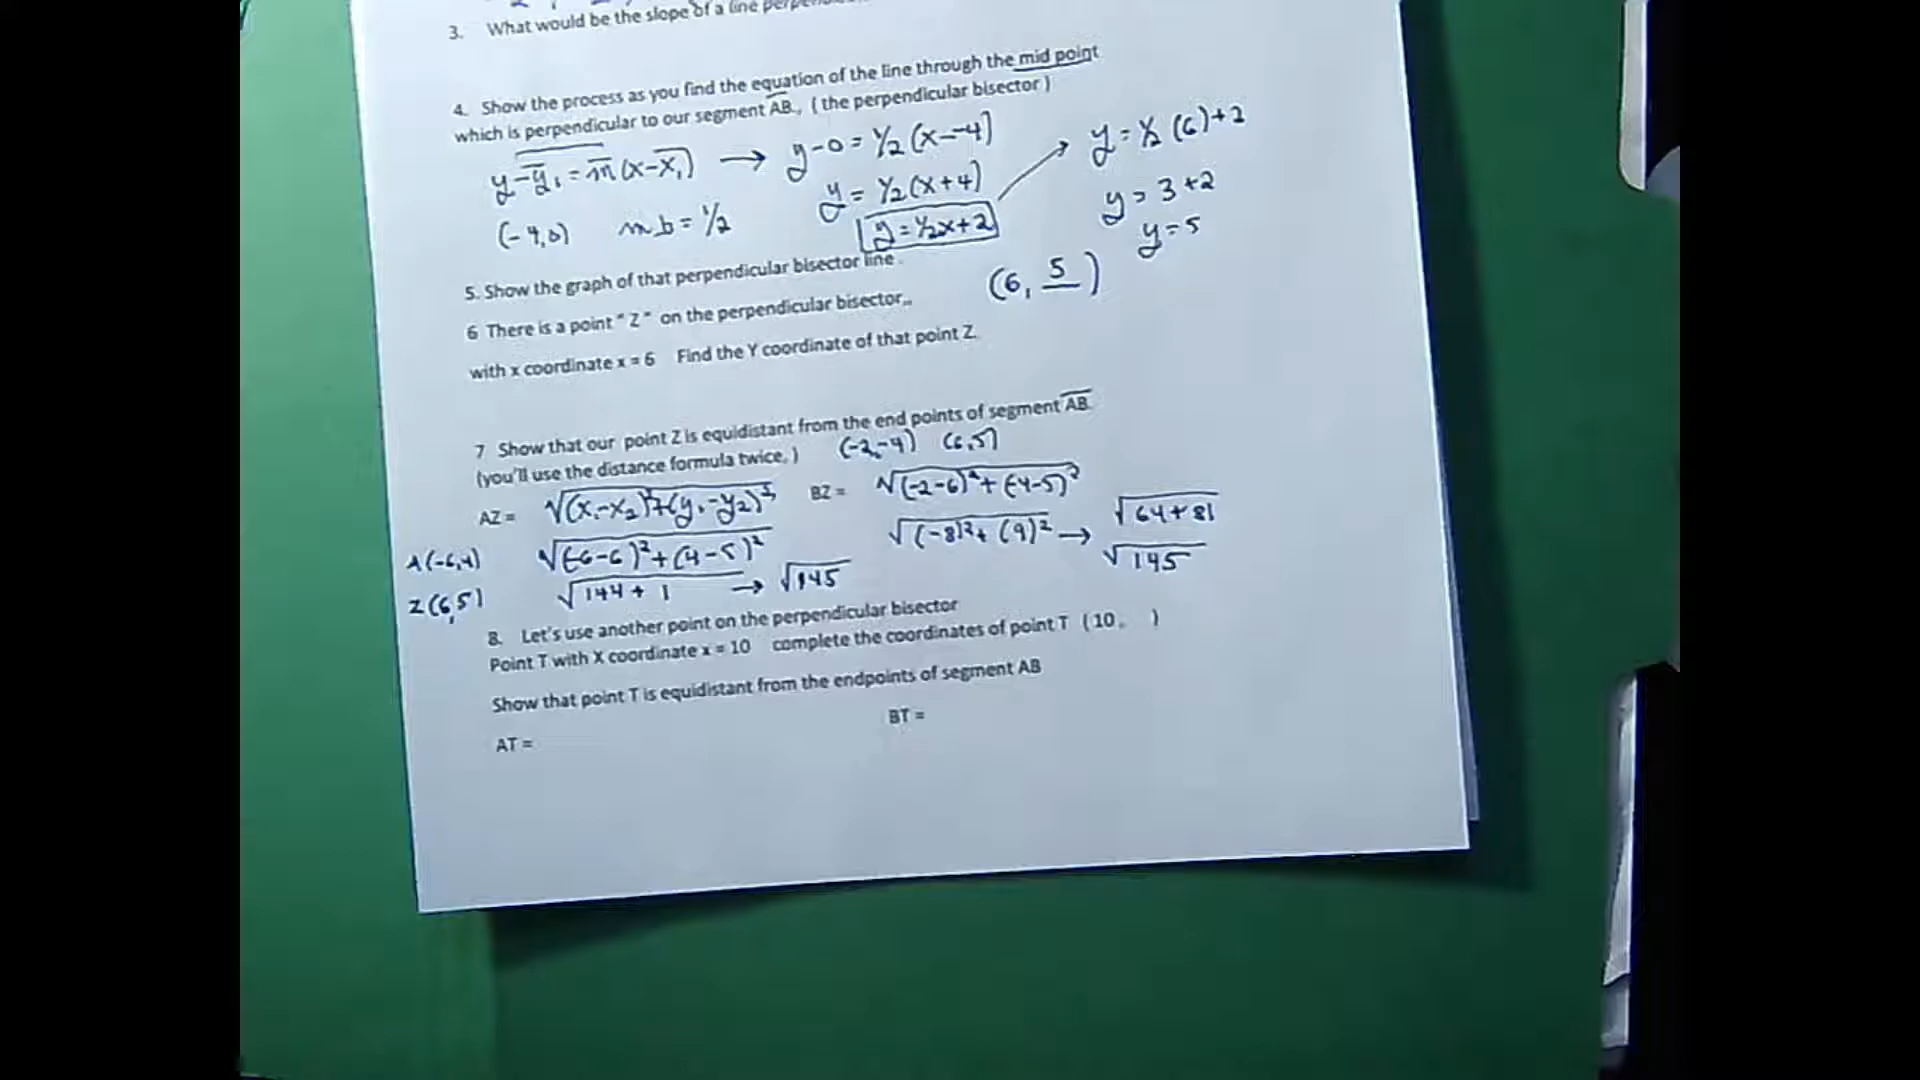 3. What would be the slope of a line
4. Show the process as you find the equation of the line through the mid point
which is perpendicular to our segment AB., ( the perpendicular bisector )
y-y₁=m(x-x₁) → y-0=1/2(x--4)
y=1/2(6)+2
y=1/2(x+4)
y=3+2
(-4,0) mb=1/2
y=1/2x+2
y=5
5. Show the graph of that perpendicular bisector line.
(6, 5 )
6 There is a point "Z" on the perpendicular bisector,,
with x coordinate x = 6 Find the Y coordinate of that point Z.
7 Show that our point Z is equidistant from the end points of segment AB.
(you'll use the distance formula twice.) (-2,-4) (6,5)
AZ = √(x₁-x₂)²+(y₁-y₂)² BZ = √(-2-6)²+(-4-5)²
√(-6-6)²+(4-5)² √(-8)²+(9)² → √64+81
A(-6,4)
√144+1 → √145
√145
Z(6,5)
8. Let's use another point on the perpendicular bisector
Point T with X coordinate x = 10 complete the coordinates of point T (10, )
Show that point T is equidistant from the endpoints of segment AB
AT = BT =